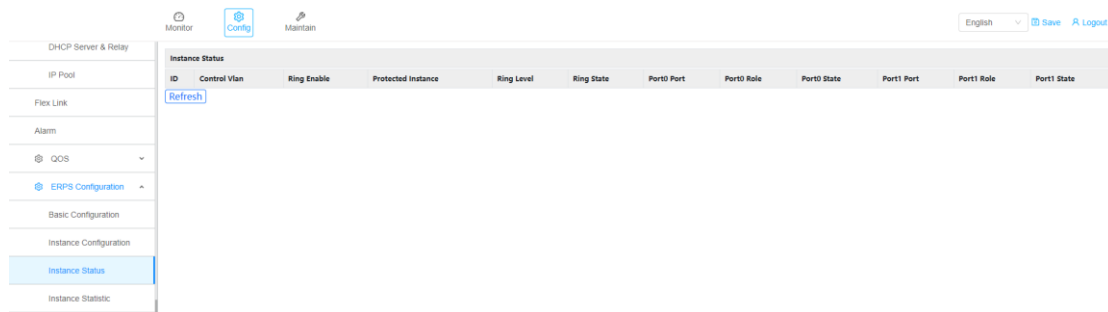 Monitor Config Maintain English Save Logout
DHCP Server & Relay
IP Pool
Flex Link
Alarm
QOS
ERPS Configuration
Basic Configuration
Instance Configuration
Instance Status
Instance Statistic
Instance Status
ID Control Vlan Ring Enable Protected Instance Ring Level Ring State Port0 Port Port0 Role Port0 State Port1 Port Port1 Role Port1 State
Refresh